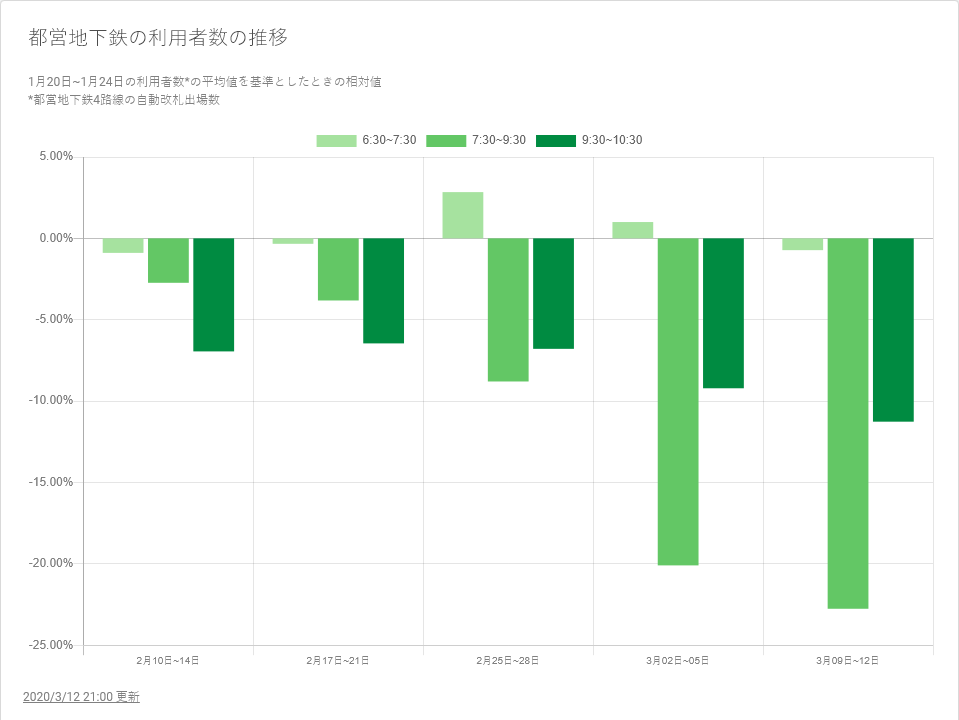 都営地下鉄の利用者数の推移
1月20日~1月24日の利用者数*の平均値を基準としたときの相対値
*都営地下鉄4路線の自動改札出場数
6:30~7:30 7:30~9:30 9:30~10:30
5.00%
0.00%
-5.00%
-10.00%
-15.00%
-20.00%
-25.00%
2月10日~14日 2月17日~21日 2月25日~28日 3月02日~05日 3月09日~12日
2020/3/12 21:00 更新